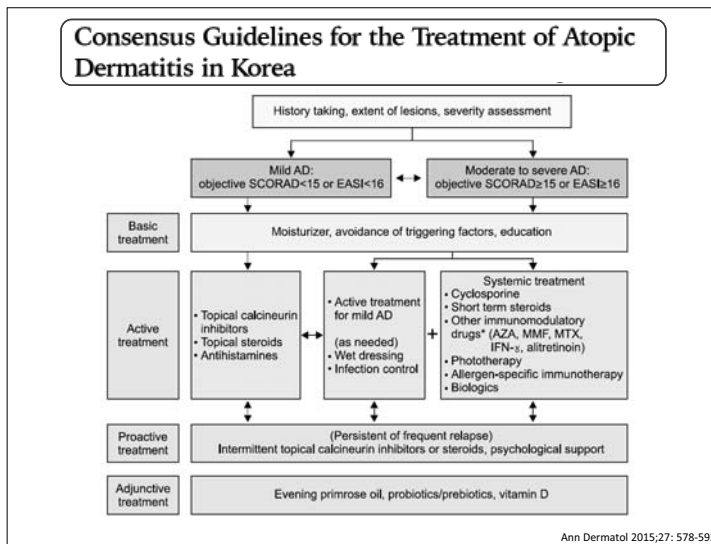 Consensus Guidelines for the Treatment of Atopic
Dermatitis in Korea
History taking, extent of lesions, severity assessment
Mild AD:
objective SCORAD<15 or EASI<16
Moderate to severe AD:
objective SCORAD≥15 or EASI≥16
Basic
treatment
Moisturizer, avoidance of triggering factors, education
Active
treatment
• Topical calcineurin
inhibitors
• Topical steroids
• Antihistamines
• Active treatment
for mild AD
(as needed)
• Wet dressing
• Infection control
+
Systemic treatment
• Cyclosporine
• Short term steroids
• Other immunomodulatory
drugs* (AZA, MMF, MTX,
IFN-ɤ, alitretinoin)
• Phototherapy
• Allergen-specific immunotherapy
• Biologics
Proactive
treatment
(Persistent of frequent relapse)
Intermittent topical calcineurin inhibitors or steroids, psychological support
Adjunctive
treatment
Evening primrose oil, probiotics/prebiotics, vitamin D
Ann Dermatol 2015;27: 578-59